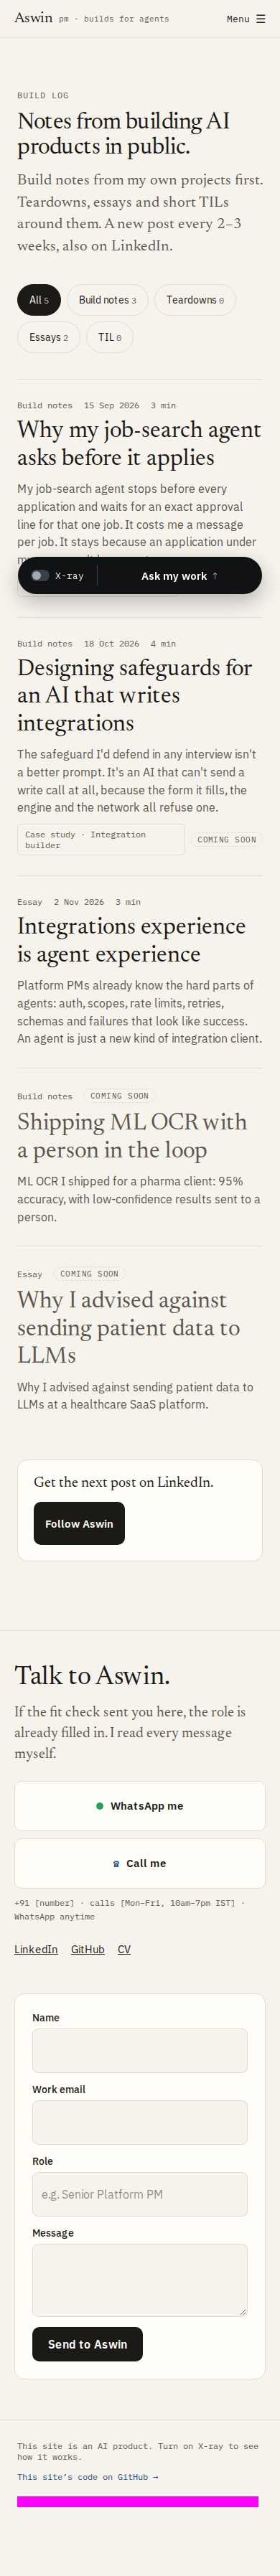 Aswin pm · builds for agents Menu ☰
BUILD LOG
Notes from building AI
products in public.
Build notes from my own projects first.
Teardowns, essays and short TILs
around them. A new post every 2–3
weeks, also on LinkedIn.
All 5 Build notes 3 Teardowns 0
Essays 2 TIL 0
Build notes 15 Sep 2026 3 min
Why my job-search agent
asks before it applies
My job-search agent stops before every
application and waits for an exact approval
line for that one job. It costs me a message
per job. It stays because an application under
X-ray Ask my work ↑
Build notes 18 Oct 2026 4 min
Designing safeguards for
an AI that writes
integrations
The safeguard I'd defend in any interview isn't
a better prompt. It's an AI that can't send a
write call at all, because the form it fills, the
engine and the network all refuse one.
Case study · Integration
builder
COMING SOON
Essay 2 Nov 2026 3 min
Integrations experience
is agent experience
Platform PMs already know the hard parts of
agents: auth, scopes, rate limits, retries,
schemas and failures that look like success.
An agent is just a new kind of integration client.
Build notes COMING SOON
Shipping ML OCR with
a person in the loop
ML OCR I shipped for a pharma client: 95%
accuracy, with low-confidence results sent to a
person.
Essay COMING SOON
Why I advised against
sending patient data to
LLMs
Why I advised against sending patient data to
LLMs at a healthcare SaaS platform.
Get the next post on LinkedIn.
Follow Aswin
Talk to Aswin.
If the fit check sent you here, the role is
already filled in. I read every message
myself.
WhatsApp me
☎ Call me
+91 [number] · calls [Mon–Fri, 10am–7pm IST] ·
WhatsApp anytime
LinkedIn GitHub CV
Name
Work email
Role
e.g. Senior Platform PM
Message
Send to Aswin
This site is an AI product. Turn on X-ray to see
how it works.
This site's code on GitHub →